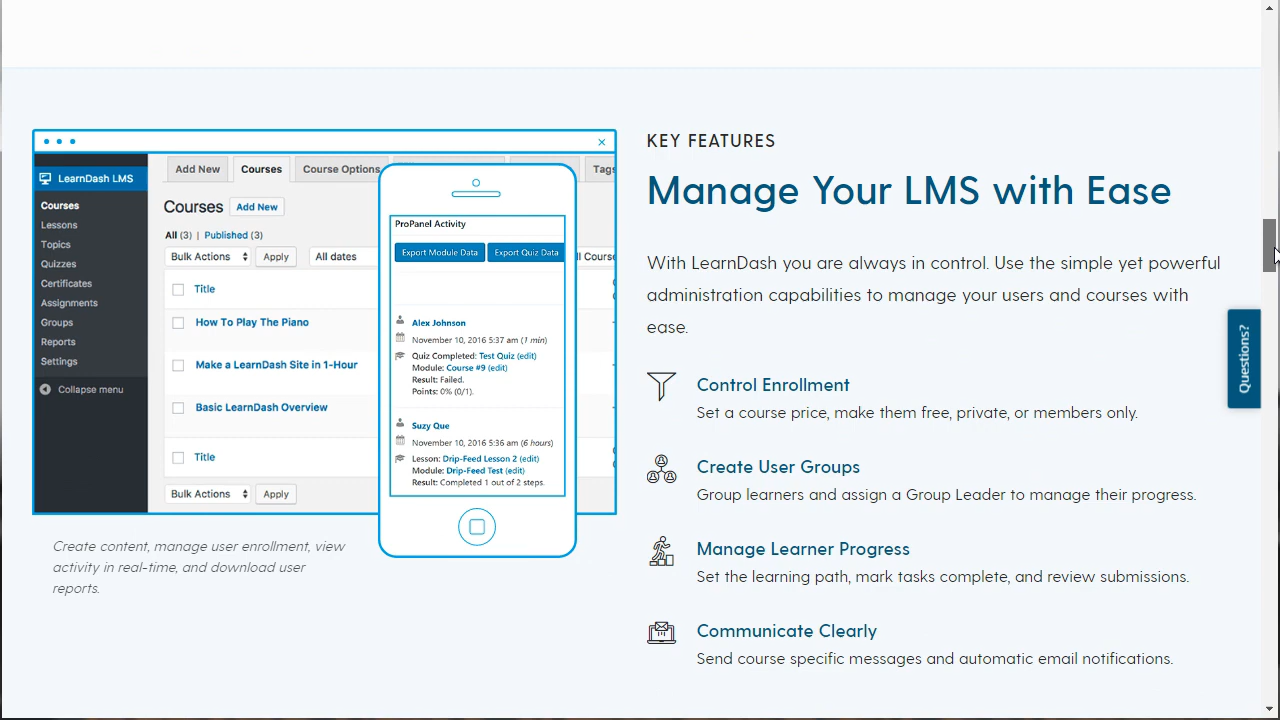 LearnDash LMS
Courses
Lessons
Topics
Quizzes
Certificates
Assignments
Groups
Reports
Settings
Collapse menu
Add New
Courses
Course Options
Tags
Courses
Add New
All (3) | Published (3)
Bulk Actions
Apply
All dates
Title
How To Play The Piano
Make a LearnDash Site in 1-Hour
Basic LearnDash Overview
Title
Bulk Actions
Apply
ProPanel Activity
Export Module Data
Export Quiz Data
Alex Johnson
November 10, 2016 5:37 am (1 min)
Quiz Completed: Test Quiz (edit)
Module: Course #9 (edit)
Result: Failed.
Points: 0% (0/1).
Suzy Que
November 10, 2016 5:36 am (6 hours)
Lesson: Drip-Feed Lesson 2 (edit)
Module: Drip-Feed Test (edit)
Result: Completed 1 out of 2 steps.
Create content, manage user enrollment, view
activity in real-time, and download user
reports.
KEY FEATURES
Manage Your LMS with Ease
With LearnDash you are always in control. Use the simple yet powerful
administration capabilities to manage your users and courses with
ease.
Control Enrollment
Set a course price, make them free, private, or members only.
Create User Groups
Group learners and assign a Group Leader to manage their progress.
Manage Learner Progress
Set the learning path, mark tasks complete, and review submissions.
Communicate Clearly
Send course specific messages and automatic email notifications.
Questions?